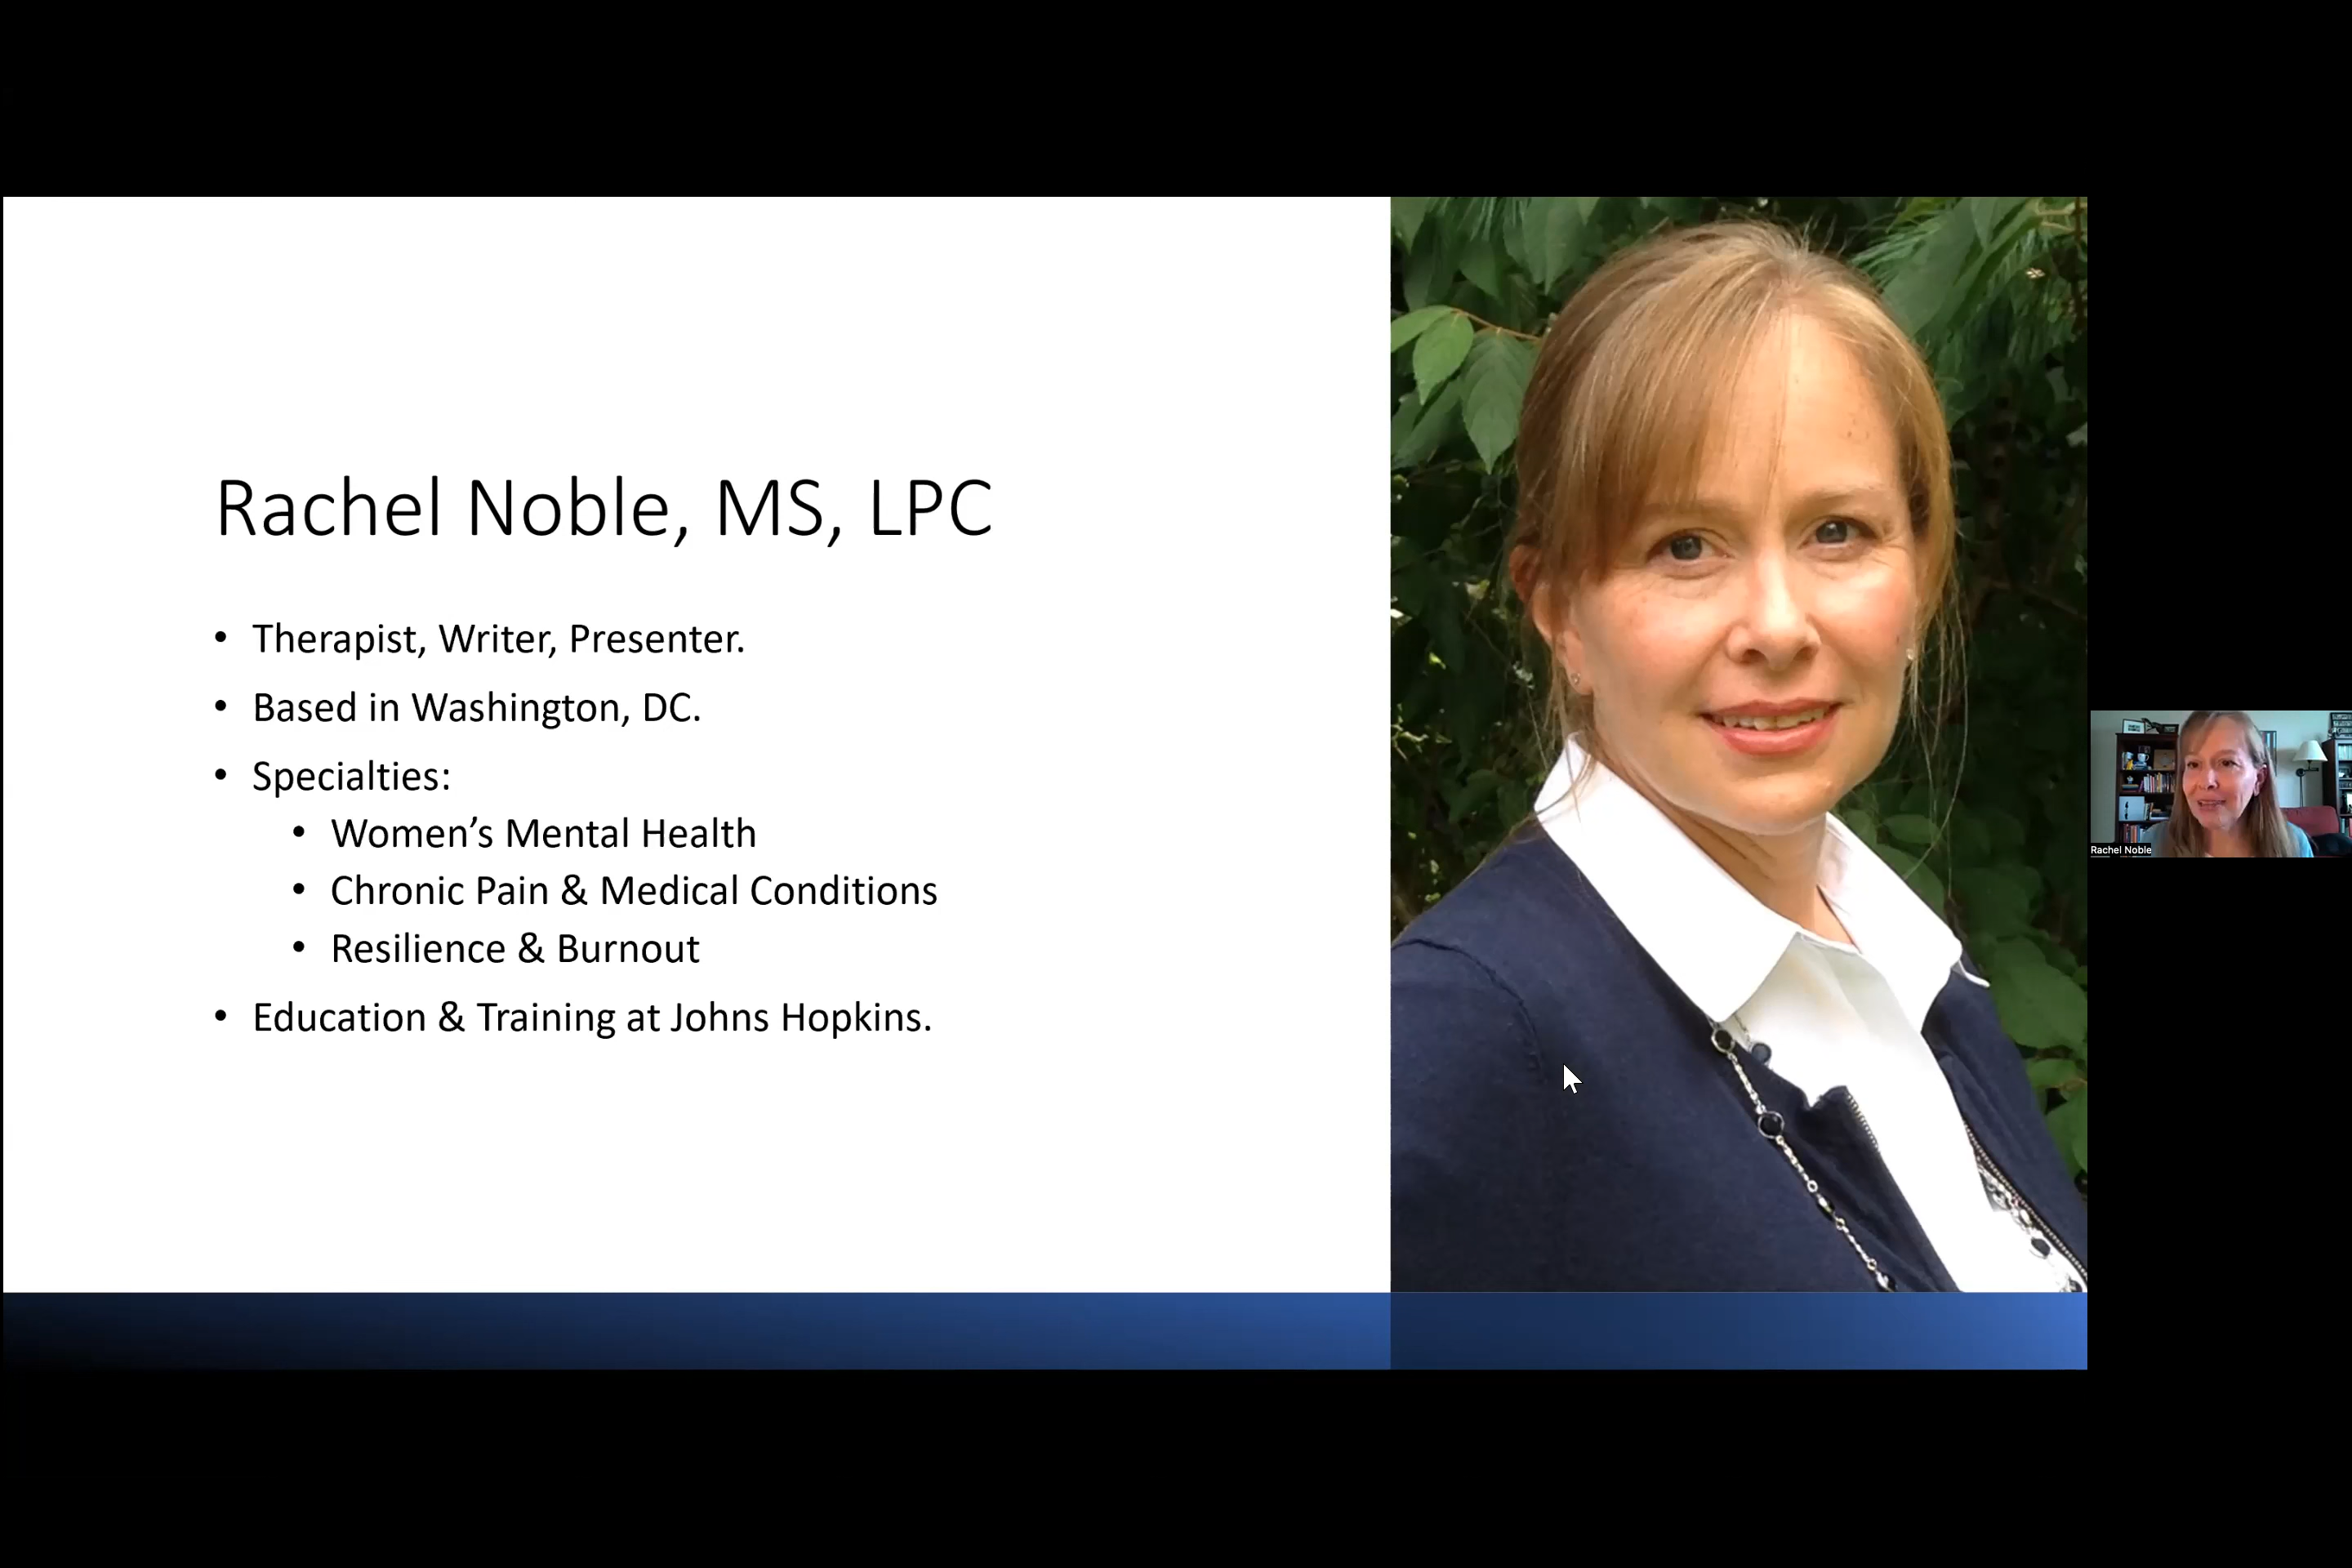 Rachel Noble, MS, LPC
• Therapist, Writer, Presenter.
• Based in Washington, DC.
• Specialties:
• Women’s Mental Health
• Chronic Pain & Medical Conditions
• Resilience & Burnout
• Education & Training at Johns Hopkins.
Rachel Noble